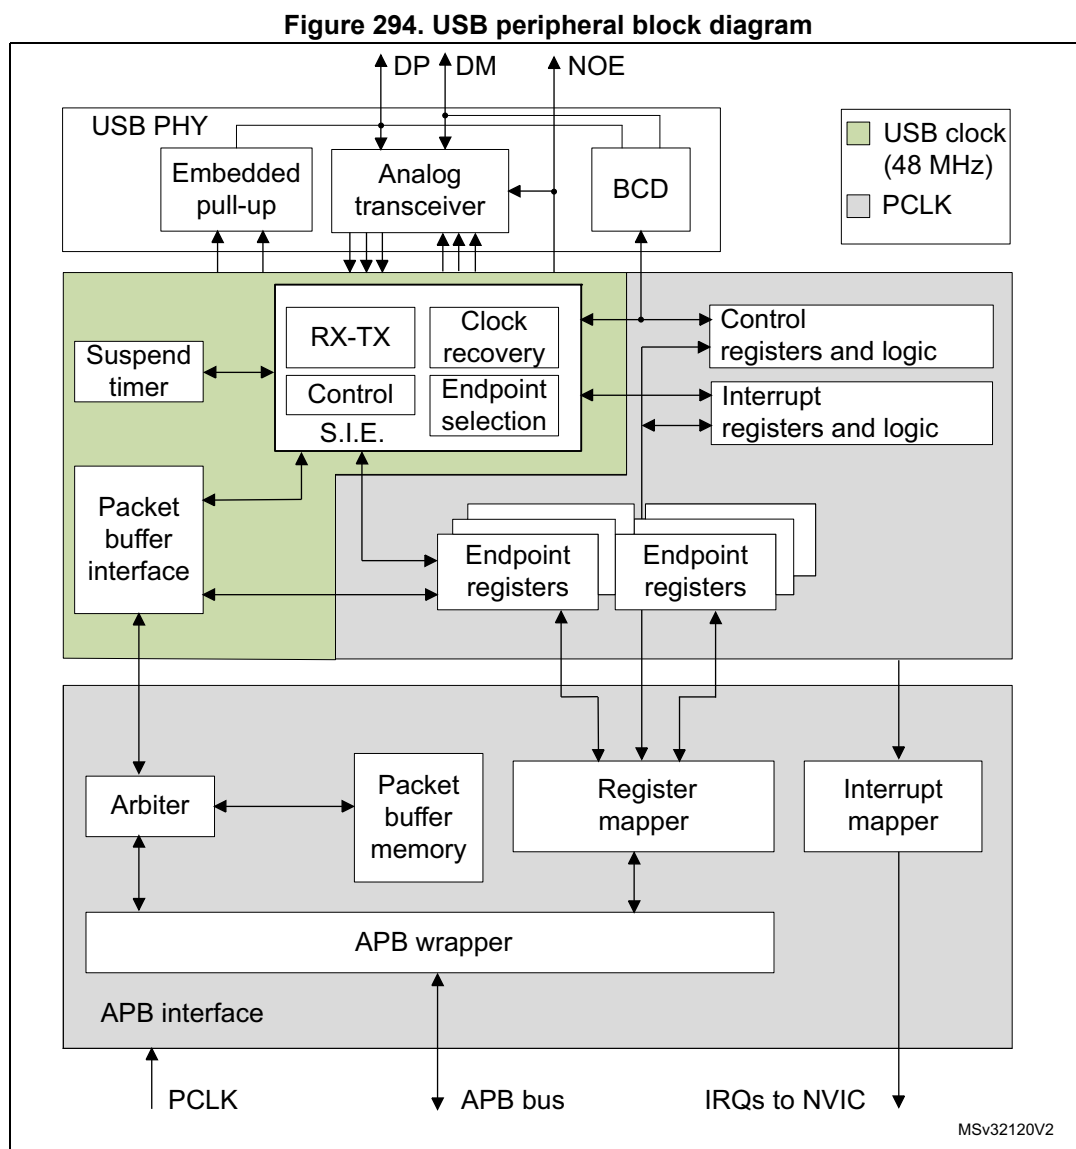 Figure 294. USB peripheral block diagram
DP DM NOE
USB PHY
Embedded
pull-up
Analog
transceiver
BCD
USB clock
(48 MHz)
PCLK
Suspend
timer
RX-TX
Clock
recovery
Control
Endpoint
selection
S.I.E.
Control
registers and logic
Interrupt
registers and logic
Packet
buffer
interface
Endpoint
registers
Endpoint
registers
Arbiter
Packet
buffer
memory
Register
mapper
Interrupt
mapper
APB wrapper
APB interface
PCLK
APB bus
IRQs to NVIC
MSv32120V2